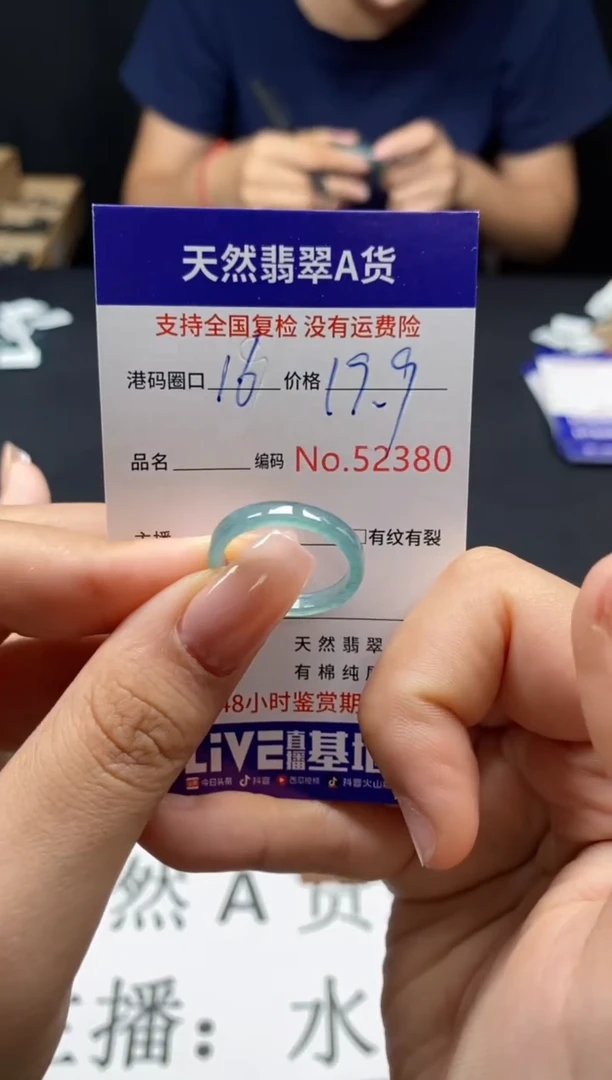 天然翡翠A货
支持全国复检 没有运费险
港码圈口 16 价格 19.9
品名 编码 No.52380
主播 □有纹有裂
天然翡翠
有棉纯
48小时鉴赏期
LiVE直播基地
今日头条 抖音 西瓜视频 抖音火山
然 A 货
主播：水